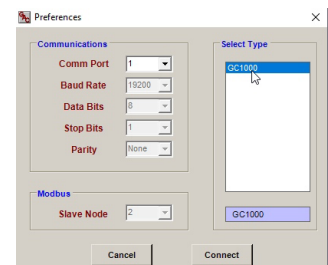 Preferences
Communications
Comm Port 1
Baud Rate 19200
Data Bits 8
Stop Bits 1
Parity None
Modbus
Slave Node 2
Select Type
GC1000
GC1000
Cancel Connect